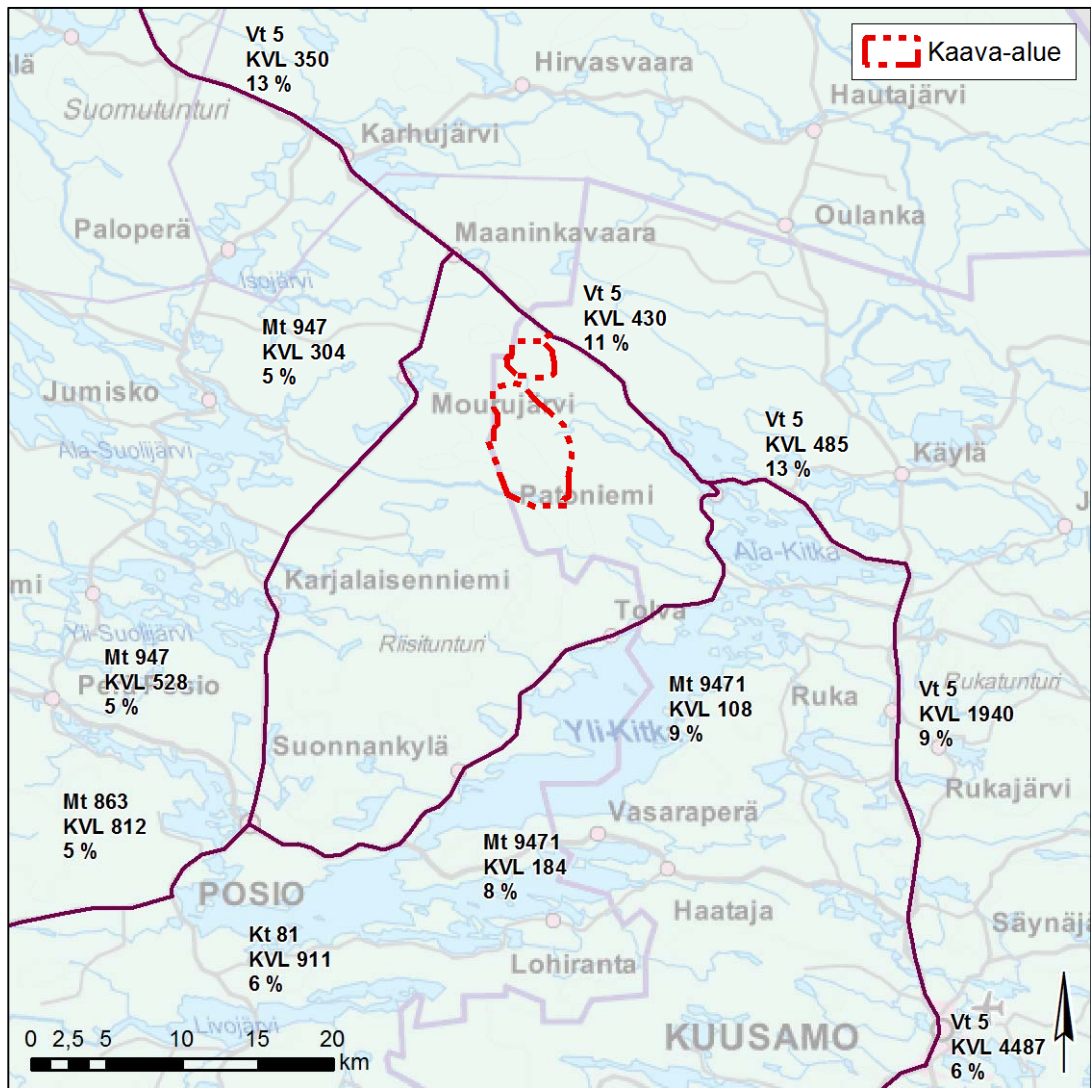 Vt 5
KVL 350
13 %
Kaava-alue
Hirvasvaara
Hautajärvi
Suomutunturi
Karhujärvi
Oulanka
Paloperä
Maaninkavaara
Isojärvi
Vt 5
KVL 430
11 %
Mt 947
KVL 304
5 %
Jumisko
Mourujärvi
Vt 5
KVL 485
13 %
Ala-Suolijärvi
Käylä
Patoniemi
Ala-Kitka
Karjalaisenniemi
Tolva
Yli-Suolijärvi
Riisitunturi
Mt 947
KVL 528
5 %
Mt 9471
KVL 108
9 %
Ruka
Rukatunturi
Vt 5
KVL 1940
9 %
Suonnankylä
Yli-Kitka
Rukajärvi
Mt 863
KVL 812
5 %
Vasaraperä
Mt 9471
KVL 184
8 %
POSIO
Haataja
Kt 81
KVL 911
6 %
Lohiranta
Livojärvi
KUUSAMO
Vt 5
KVL 4487
6 %
0 2,5 5 10 15 20
km